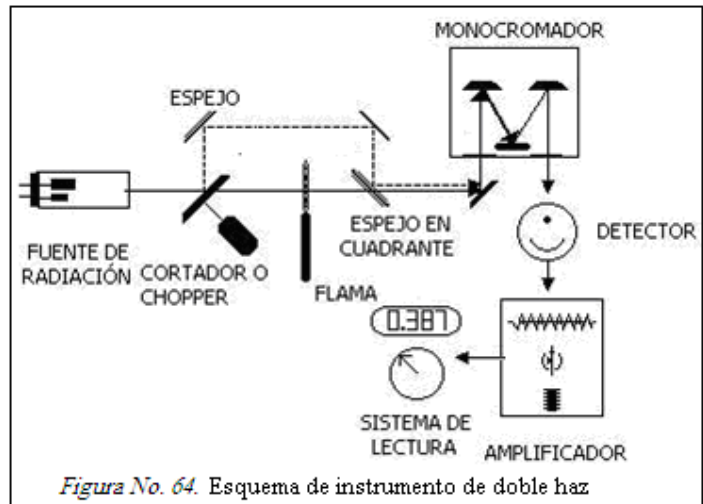 MONOCROMADOR
ESPEJO
FUENTE DE
RADIACIÓN
CORTADOR O
CHOPPER
FLAMA
ESPEJO EN
CUADRANTE
DETECTOR
0.387
SISTEMA DE
LECTURA
AMPLIFICADOR
Figura No. 64. Esquema de instrumento de doble haz